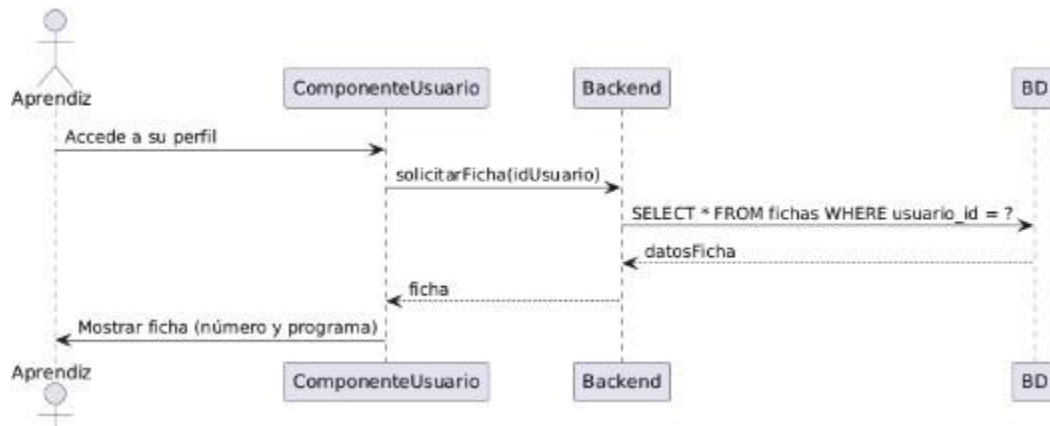 Aprendiz
ComponenteUsuario
Backend
BD
Accede a su perfil
solicitarFicha(idUsuario)
SELECT * FROM fichas WHERE usuario_id = ?
datosFicha
ficha
Mostrar ficha (número y programa)
Aprendiz
ComponenteUsuario
Backend
BD